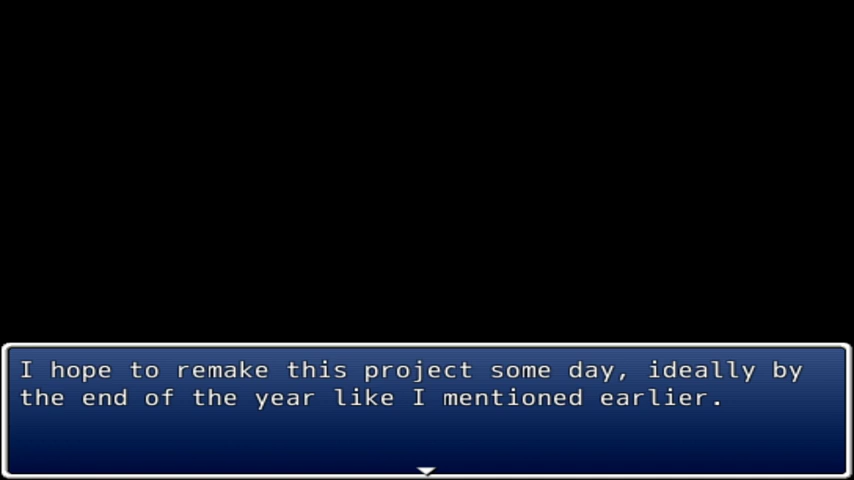 I hope to remake this project some day, ideally by
the end of the year like I mentioned earlier.